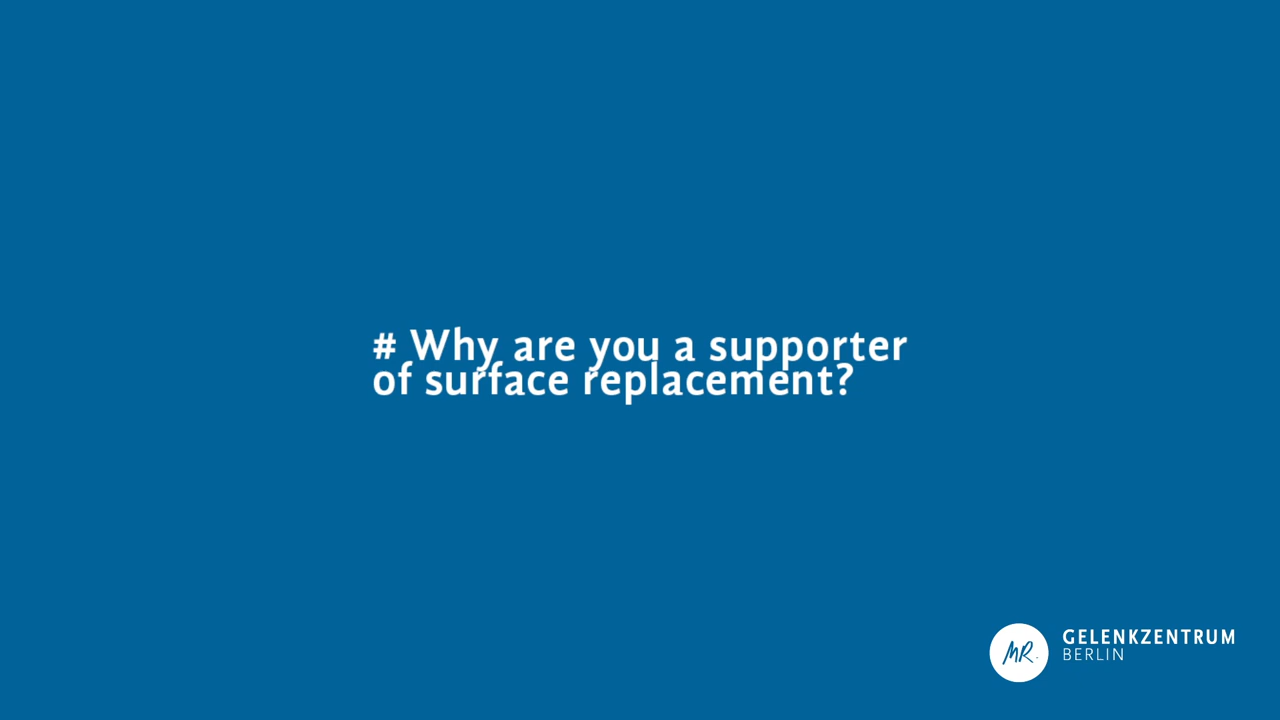 # Why are you a supporter
of surface replacement?
MR.
GELENKZENTRUM
BERLIN